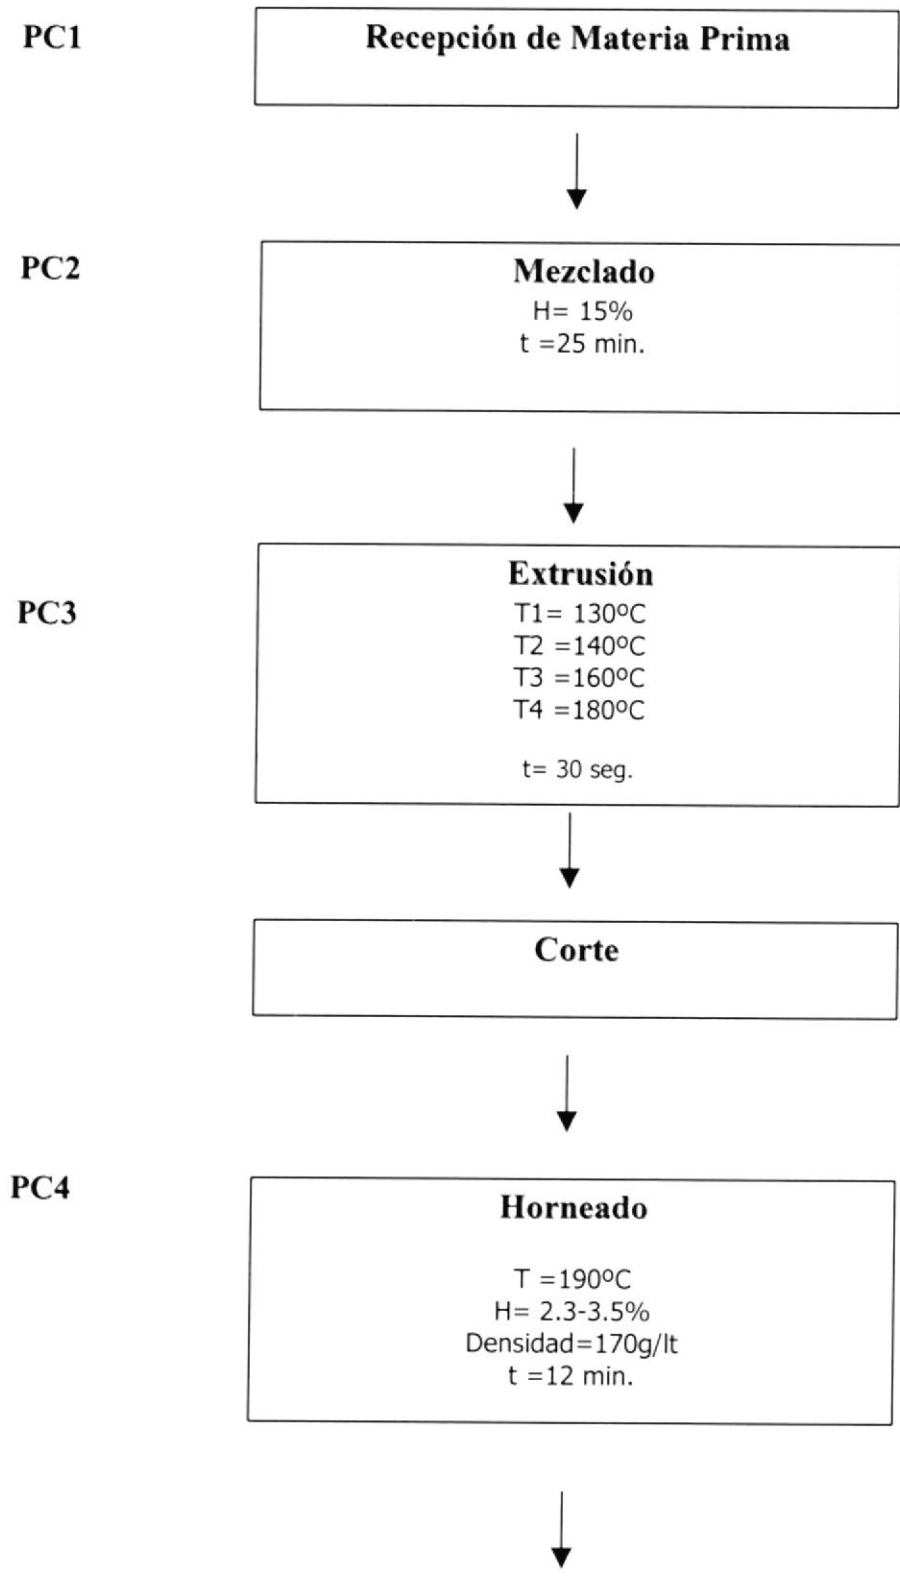 PC1
Recepción de Materia Prima
PC2
Mezclado
H= 15%
t =25 min.
Extrusión
PC3
T1= 130ºC
T2 =140ºC
T3 =160ºC
T4 =180ºC
t= 30 seg.
Corte
PC4
Horneado
T =190ºC
H= 2.3-3.5%
Densidad=170g/lt
t =12 min.